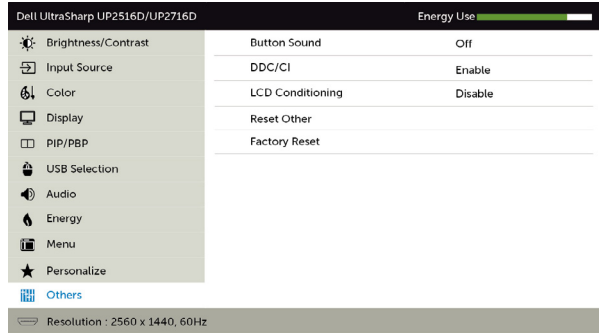 Dell UltraSharp UP2516D/UP2716D Energy Use
Brightness/Contrast Button Sound Off
Input Source DDC/CI Enable
Color LCD Conditioning Disable
Display Reset Other
PIP/PBP Factory Reset
USB Selection
Audio
Energy
Menu
Personalize
Others
Resolution : 2560 x 1440, 60Hz